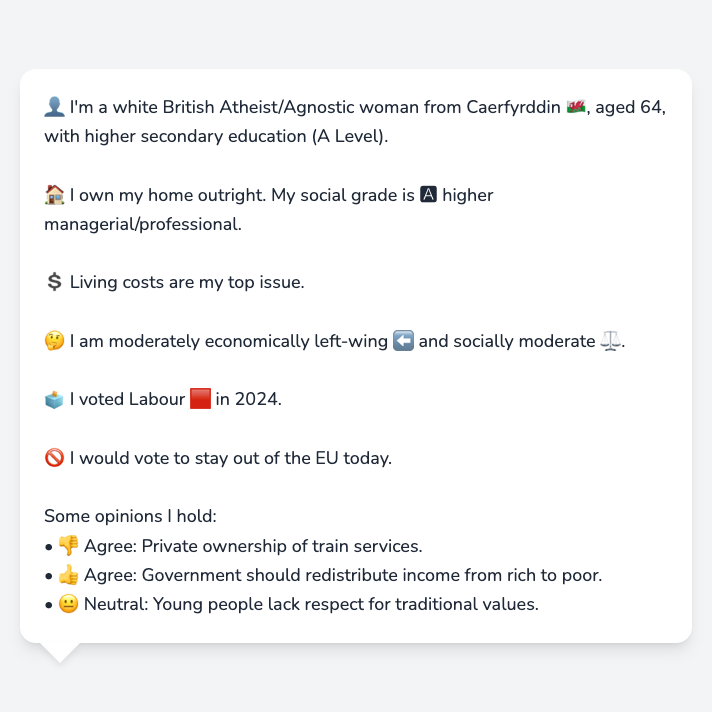 👤 I'm a white British Atheist/Agnostic woman from Caerfyrddin 🏴󠁧󠁢󠁷󠁬󠁳󠁿, aged 64,
with higher secondary education (A Level).
🏠 I own my home outright. My social grade is 🅰 higher
managerial/professional.
💲 Living costs are my top issue.
🤔 I am moderately economically left-wing ⬅️ and socially moderate ⚖️.
🗳️ I voted Labour 🟥 in 2024.
🚫 I would vote to stay out of the EU today.
Some opinions I hold:
• 👎 Agree: Private ownership of train services.
• 👍 Agree: Government should redistribute income from rich to poor.
• 😐 Neutral: Young people lack respect for traditional values.